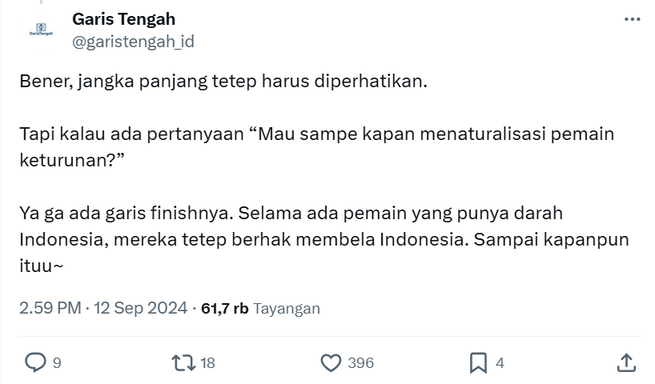 Garis Tengah
@garistengah_id
Bener, jangka panjang tetep harus diperhatikan.
Tapi kalau ada pertanyaan “Mau sampe kapan menaturalisasi pemain
keturunan?”
Ya ga ada garis finishnya. Selama ada pemain yang punya darah
Indonesia, mereka tetep berhak membela Indonesia. Sampai kapanpun
ituu~
2.59 PM · 12 Sep 2024 · 61,7 rb Tayangan
9 18 396 4